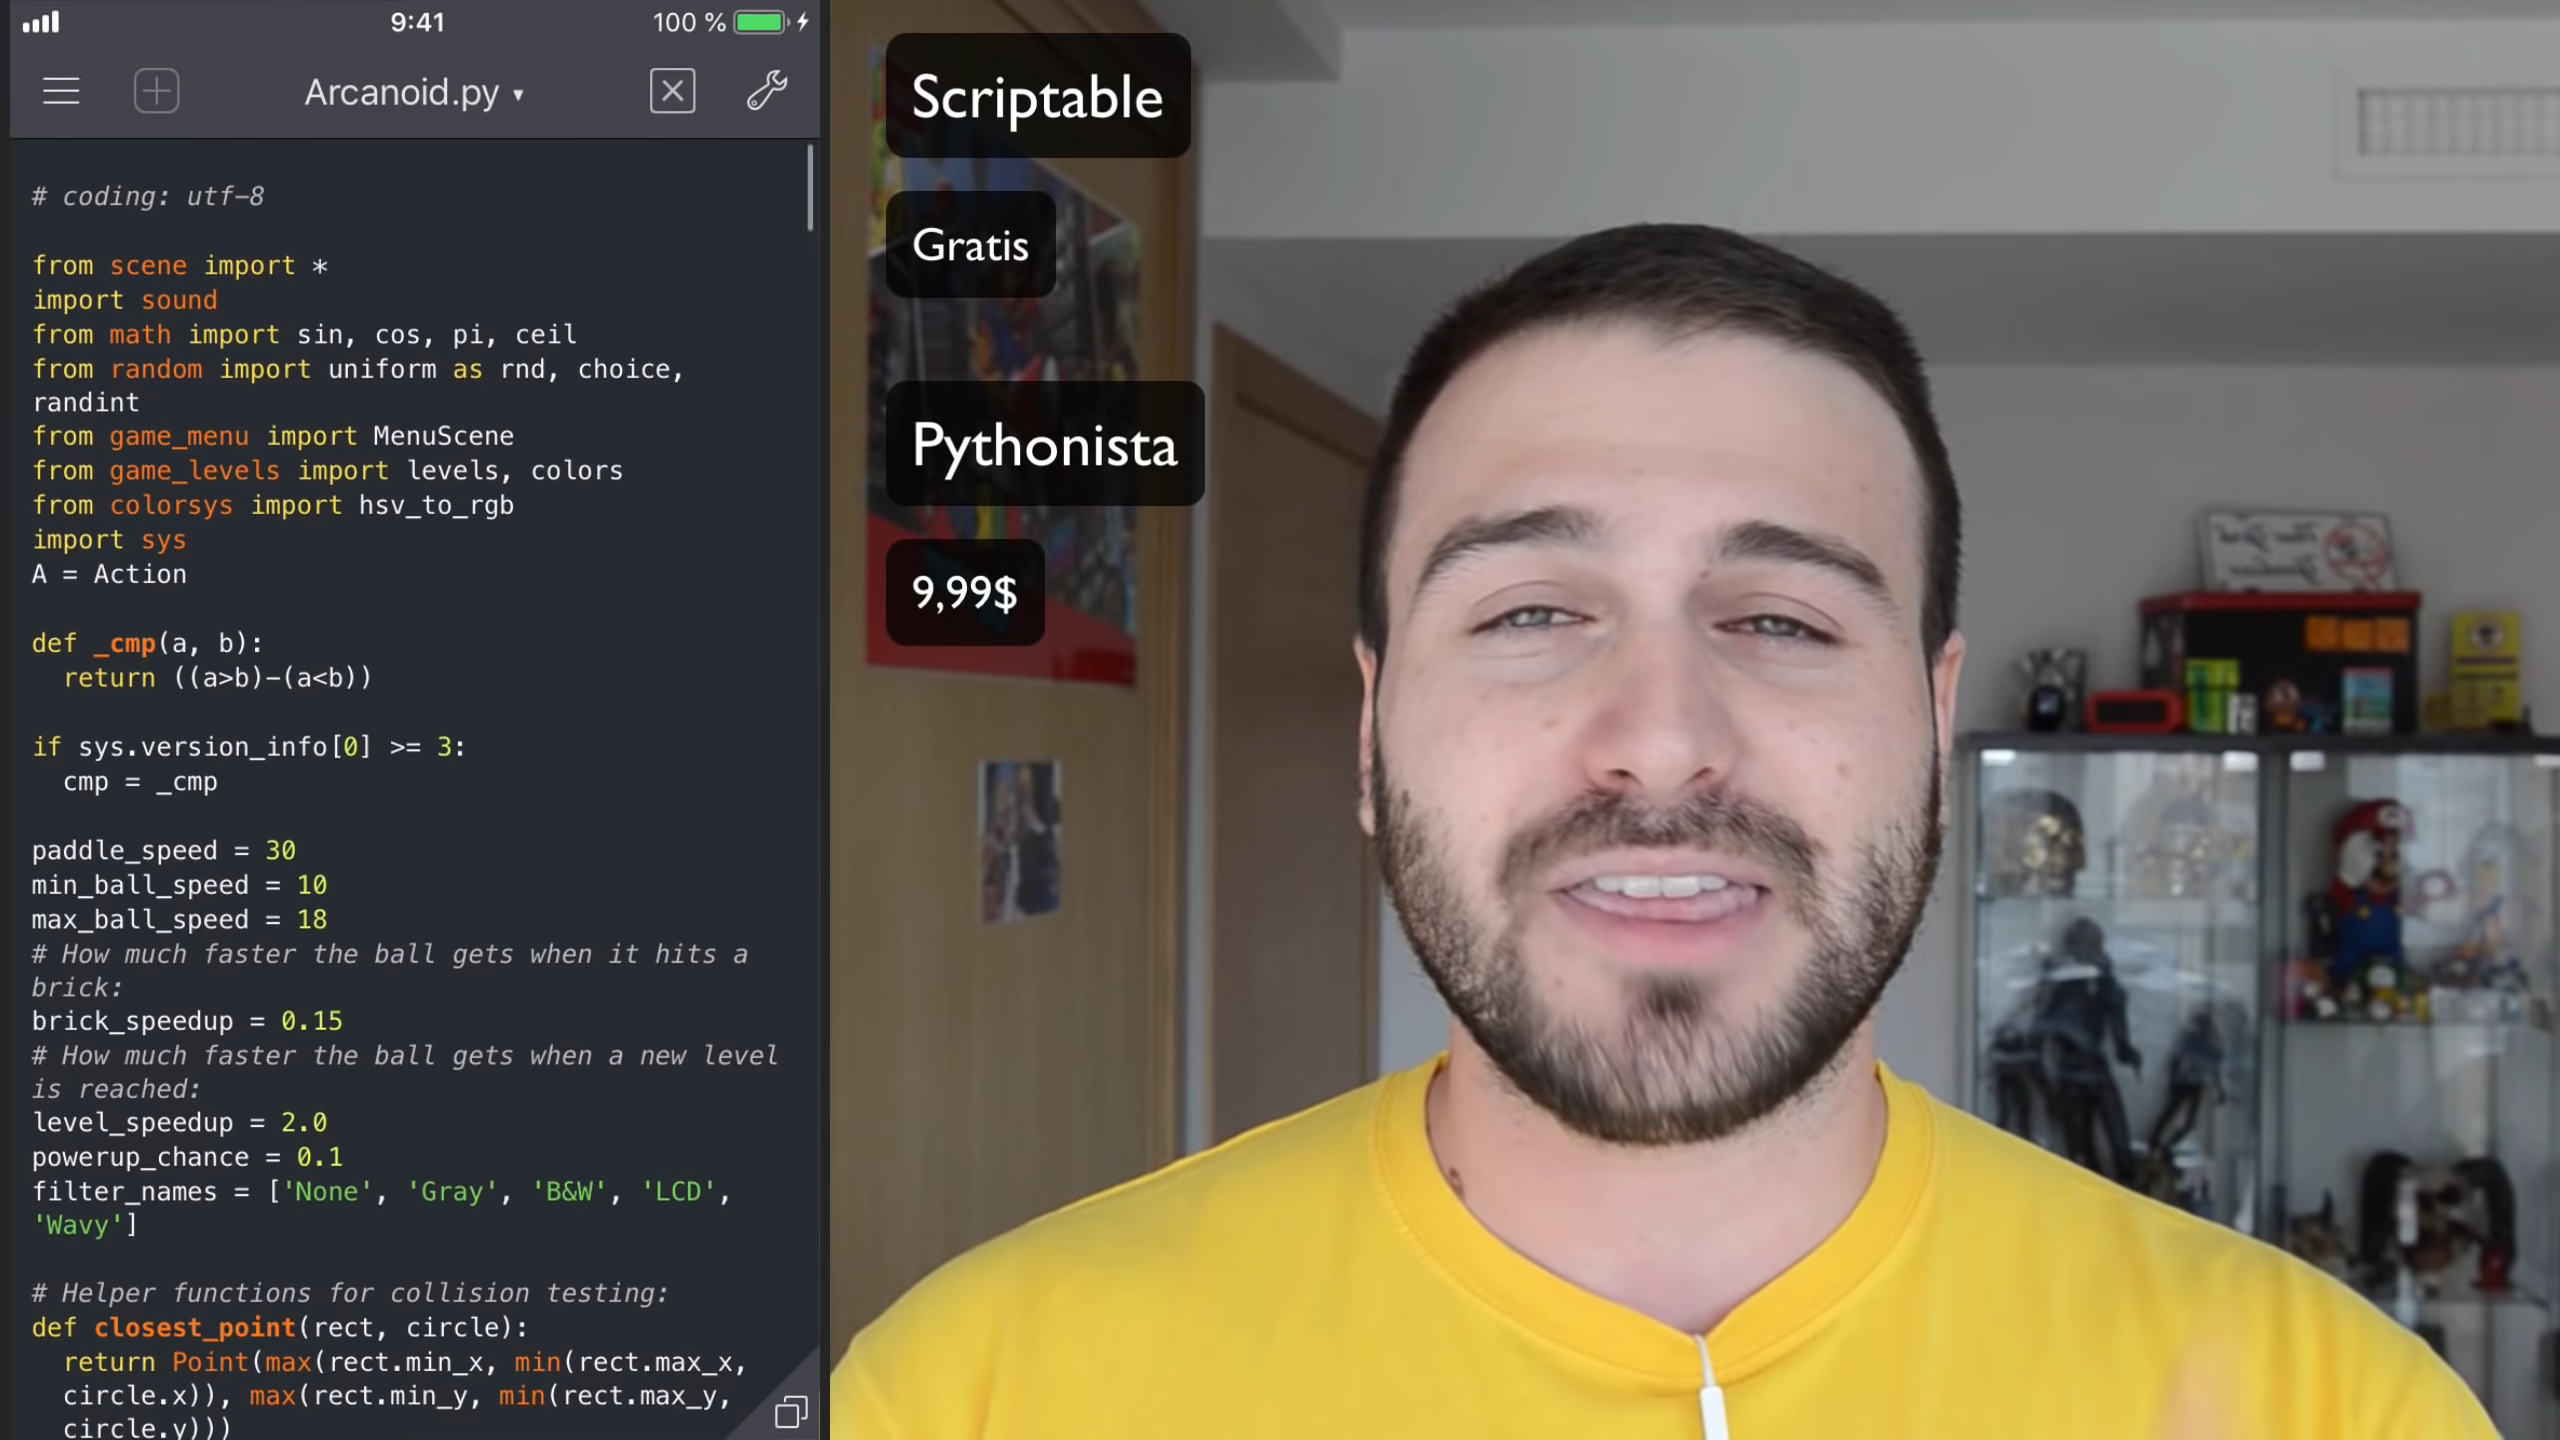 9:41
100 %
Arcanoid.py ▾
# coding: utf-8
from scene import *
import sound
from math import sin, cos, pi, ceil
from random import uniform as rnd, choice,
randint
from game_menu import MenuScene
from game_levels import levels, colors
from colorsys import hsv_to_rgb
import sys
A = Action
def _cmp(a, b):
return ((a>b)-(a<b))
if sys.version_info[0] >= 3:
cmp = _cmp
paddle_speed = 30
min_ball_speed = 10
max_ball_speed = 18
# How much faster the ball gets when it hits a
brick:
brick_speedup = 0.15
# How much faster the ball gets when a new level
is reached:
level_speedup = 2.0
powerup_chance = 0.1
filter_names = ['None', 'Gray', 'B&W', 'LCD',
'Wavy']
# Helper functions for collision testing:
def closest_point(rect, circle):
return Point(max(rect.min_x, min(rect.max_x,
circle.x)), max(rect.min_y, min(rect.max_y,
circle.y)))
Scriptable
Gratis
Pythonista
9,99$